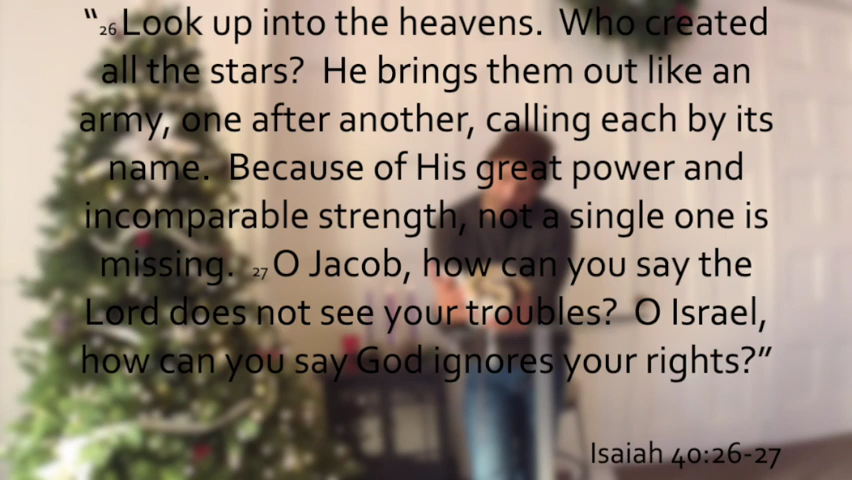 “26 Look up into the heavens. Who created
all the stars? He brings them out like an
army, one after another, calling each by its
name. Because of His great power and
incomparable strength, not a single one is
missing. 27 O Jacob, how can you say the
Lord does not see your troubles? O Israel,
how can you say God ignores your rights?”
Isaiah 40:26-27